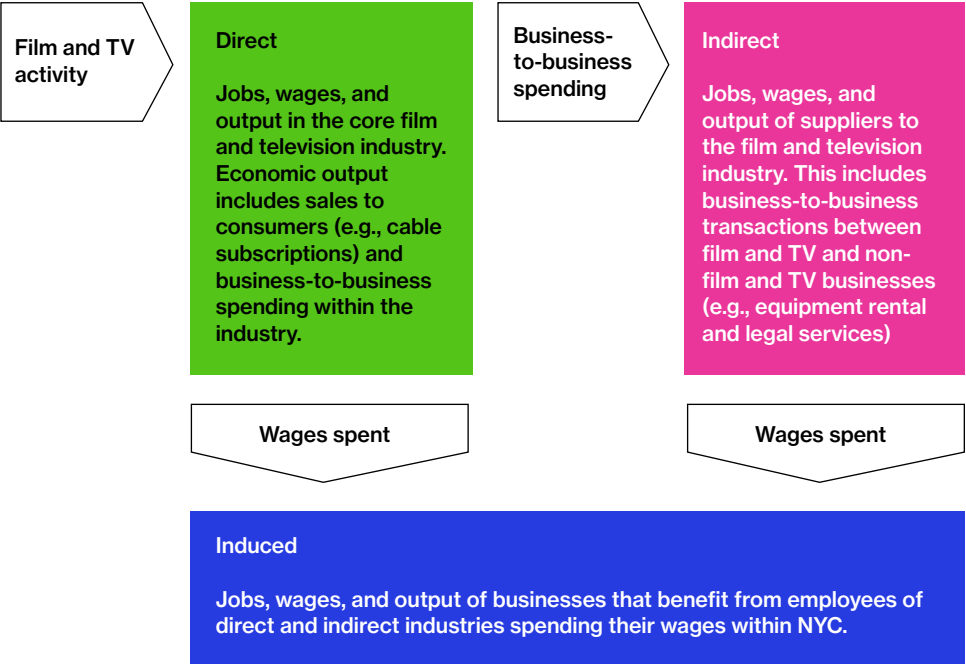 Film and TV
activity
Direct
Jobs, wages, and
output in the core film
and television industry.
Economic output
includes sales to
consumers (e.g., cable
subscriptions) and
business-to-business
spending within the
industry.
Business-
to-business
spending
Indirect
Jobs, wages, and
output of suppliers to
the film and television
industry. This includes
business-to-business
transactions between
film and TV and non-
film and TV businesses
(e.g., equipment rental
and legal services)
Wages spent
Wages spent
Induced
Jobs, wages, and output of businesses that benefit from employees of
direct and indirect industries spending their wages within NYC.